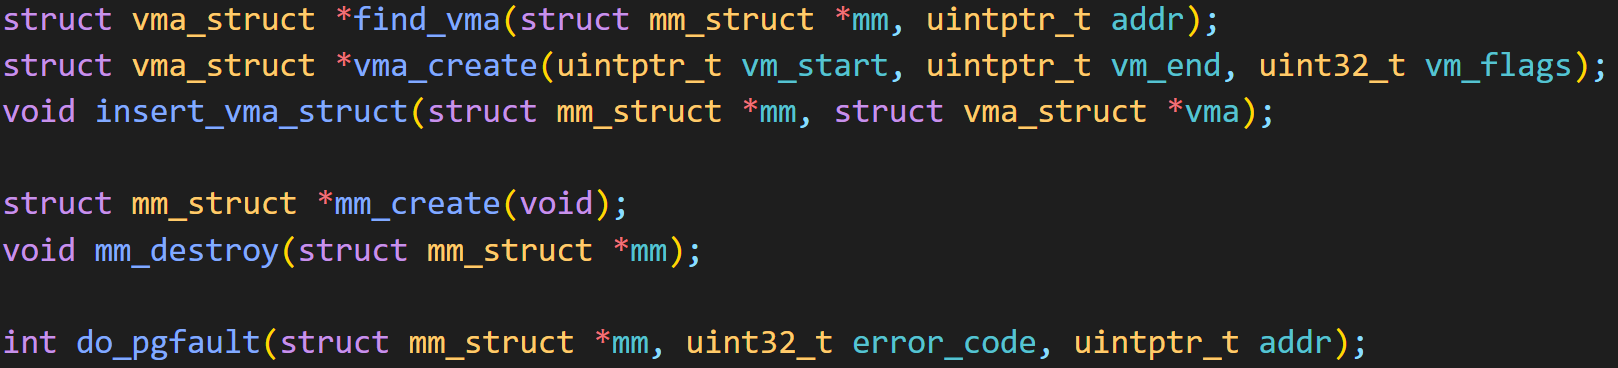 struct vma_struct *find_vma(struct mm_struct *mm, uintptr_t addr);
struct vma_struct *vma_create(uintptr_t vm_start, uintptr_t vm_end, uint32_t vm_flags);
void insert_vma_struct(struct mm_struct *mm, struct vma_struct *vma);
struct mm_struct *mm_create(void);
void mm_destroy(struct mm_struct *mm);
int do_pgfault(struct mm_struct *mm, uint32_t error_code, uintptr_t addr);